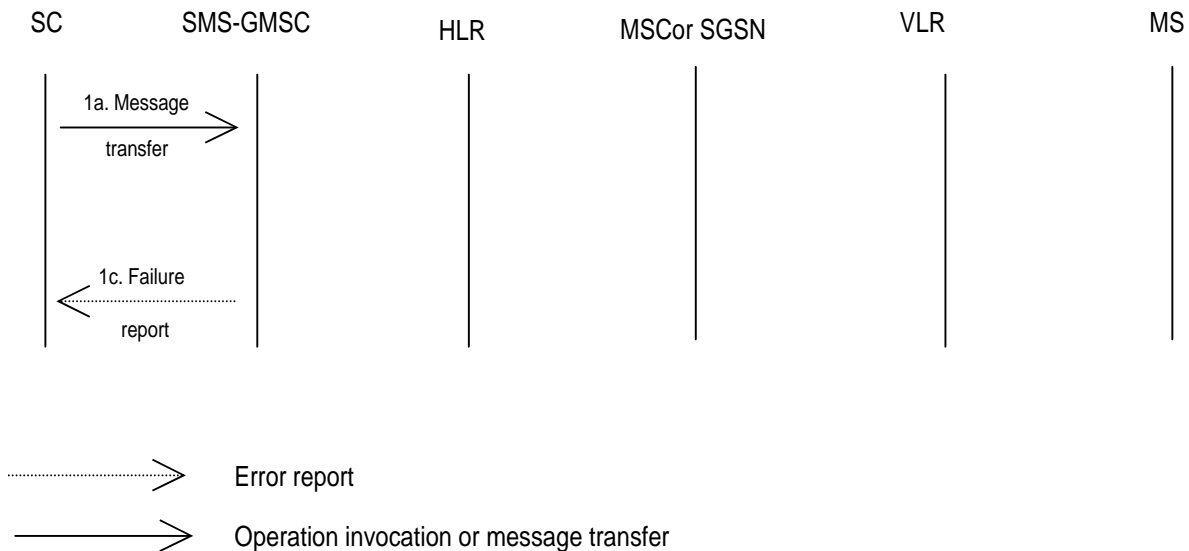 SC SMS-GMSC HLR MSCor SGSN VLR MS
1a. Message
transfer
1c. Failure
report
Error report
Operation invocation or message transfer